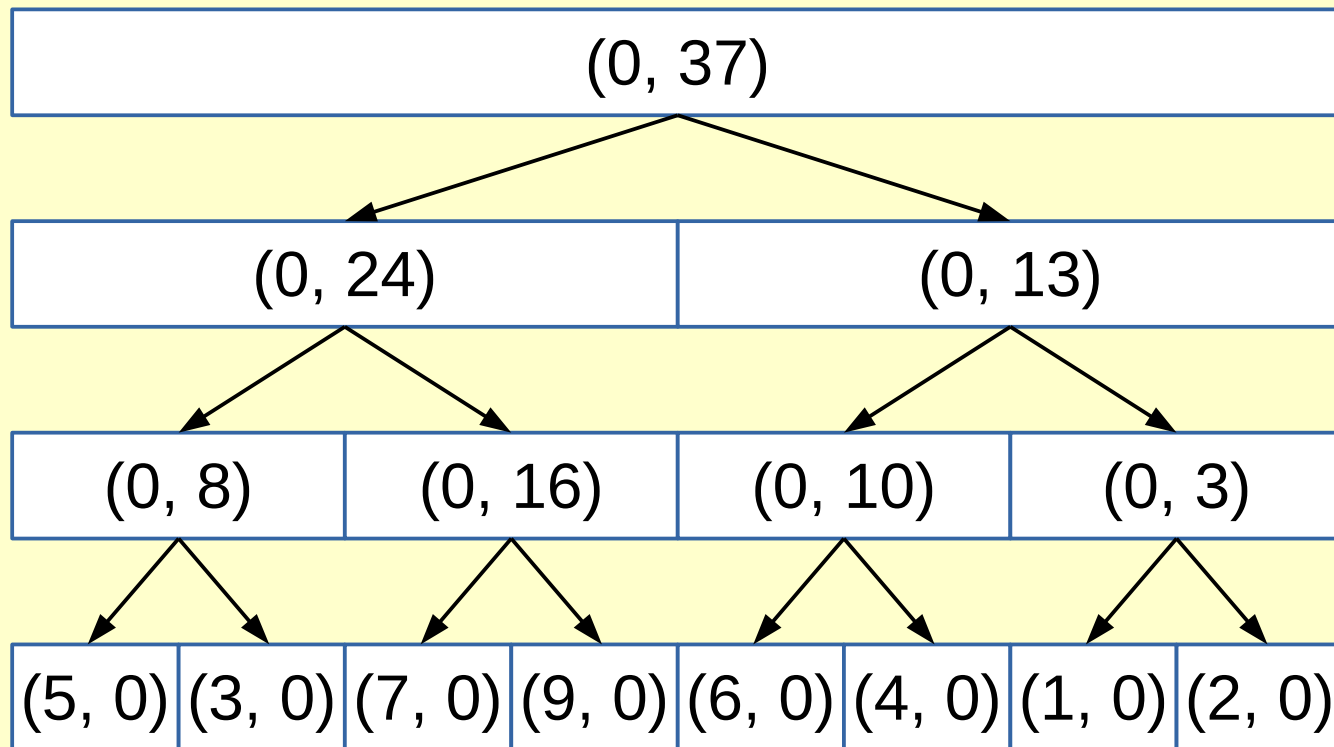 (0, 37)
(0, 24) (0, 13)
(0, 8) (0, 16) (0, 10) (0, 3)
(5, 0) (3, 0) (7, 0) (9, 0) (6, 0) (4, 0) (1, 0) (2, 0)